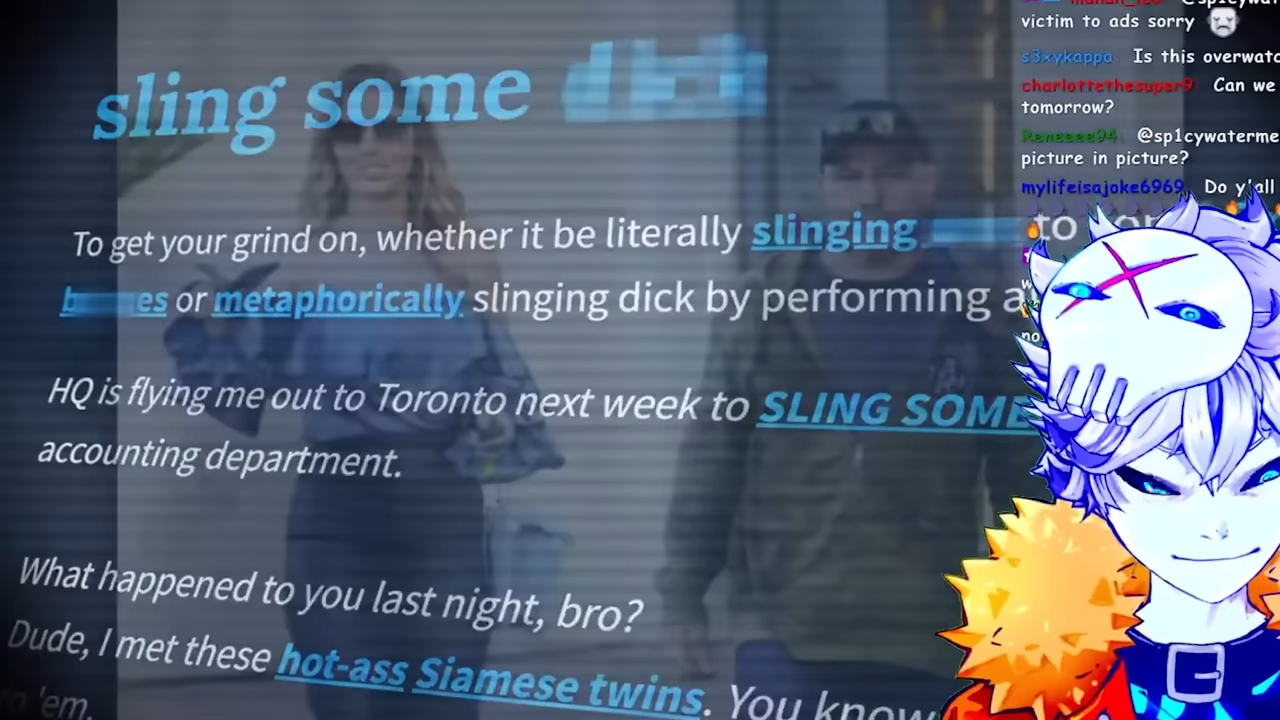 sling some
To get your grind on, whether it be literally slinging to
or metaphorically slinging dick by performing a
HQ is flying me out to Toronto next week to SLING SOME
accounting department.
What happened to you last night, bro?
Dude, I met these hot-ass Siamese twins. You know
'em.
victim to ads sorry
s3xykappa Is this
charlottethesuper9 Can we
tomorrow?
Reneeee94
picture in picture?
mylifeisajoke6969 Do y'all
no